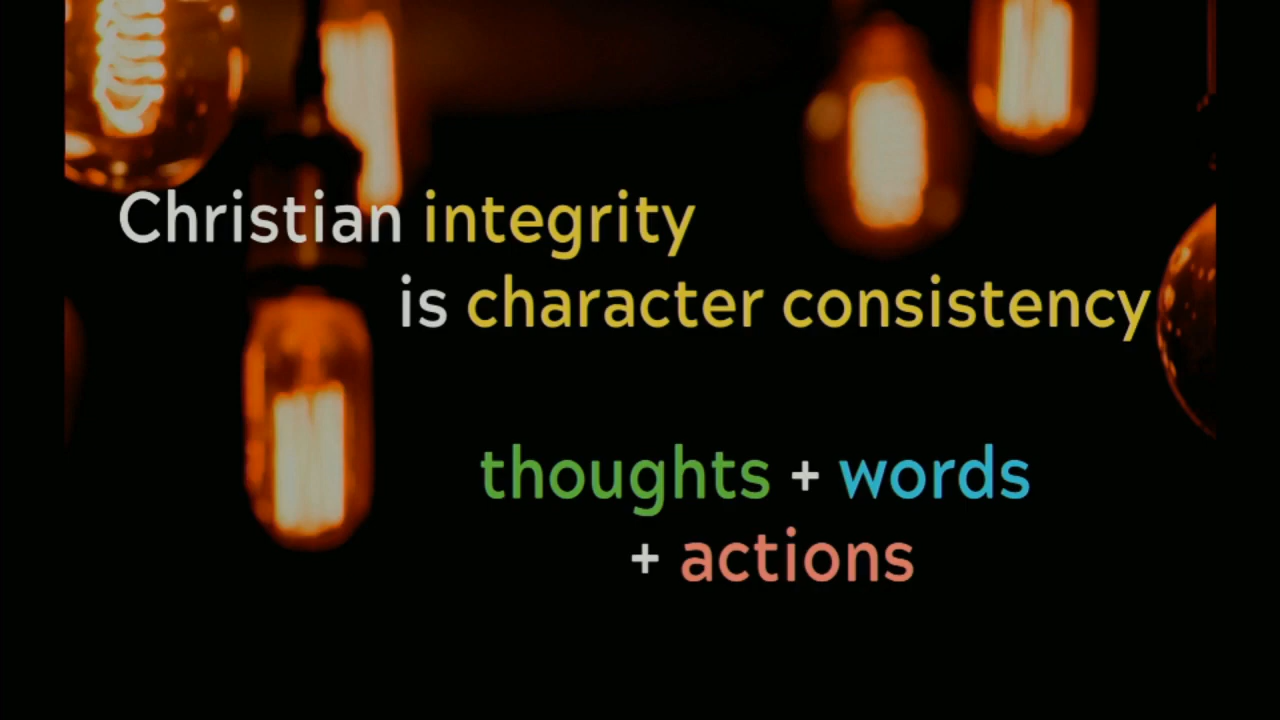 Christian integrity
is character consistency
thoughts + words
+ actions